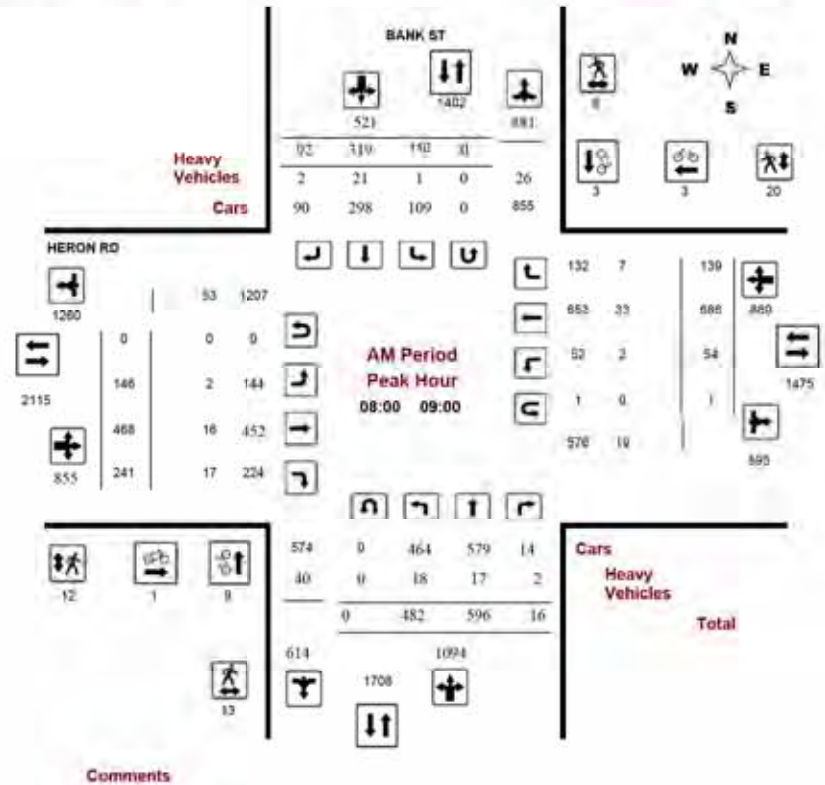 BANK ST
N
W E
S
1402
521 881
92 319
Heavy Vehicles 2 21 1 0 26
3 3 20
Cars 90 298 109 0 855
HERON RD
1260 53 1207
132 7 139 880
0 0 0
653 33 686
AM Period
Peak Hour
08:00 09:00
2115 146 2 144
52 2 54 1475
468 16 452
1 0 1
855 241 17 224
576 19 595
574 0 464 579 14 Cars
40 0 18 17 2 Heavy Vehicles
12 1 9
0 482 596 16 Total
614 1094
1708
13
Comments